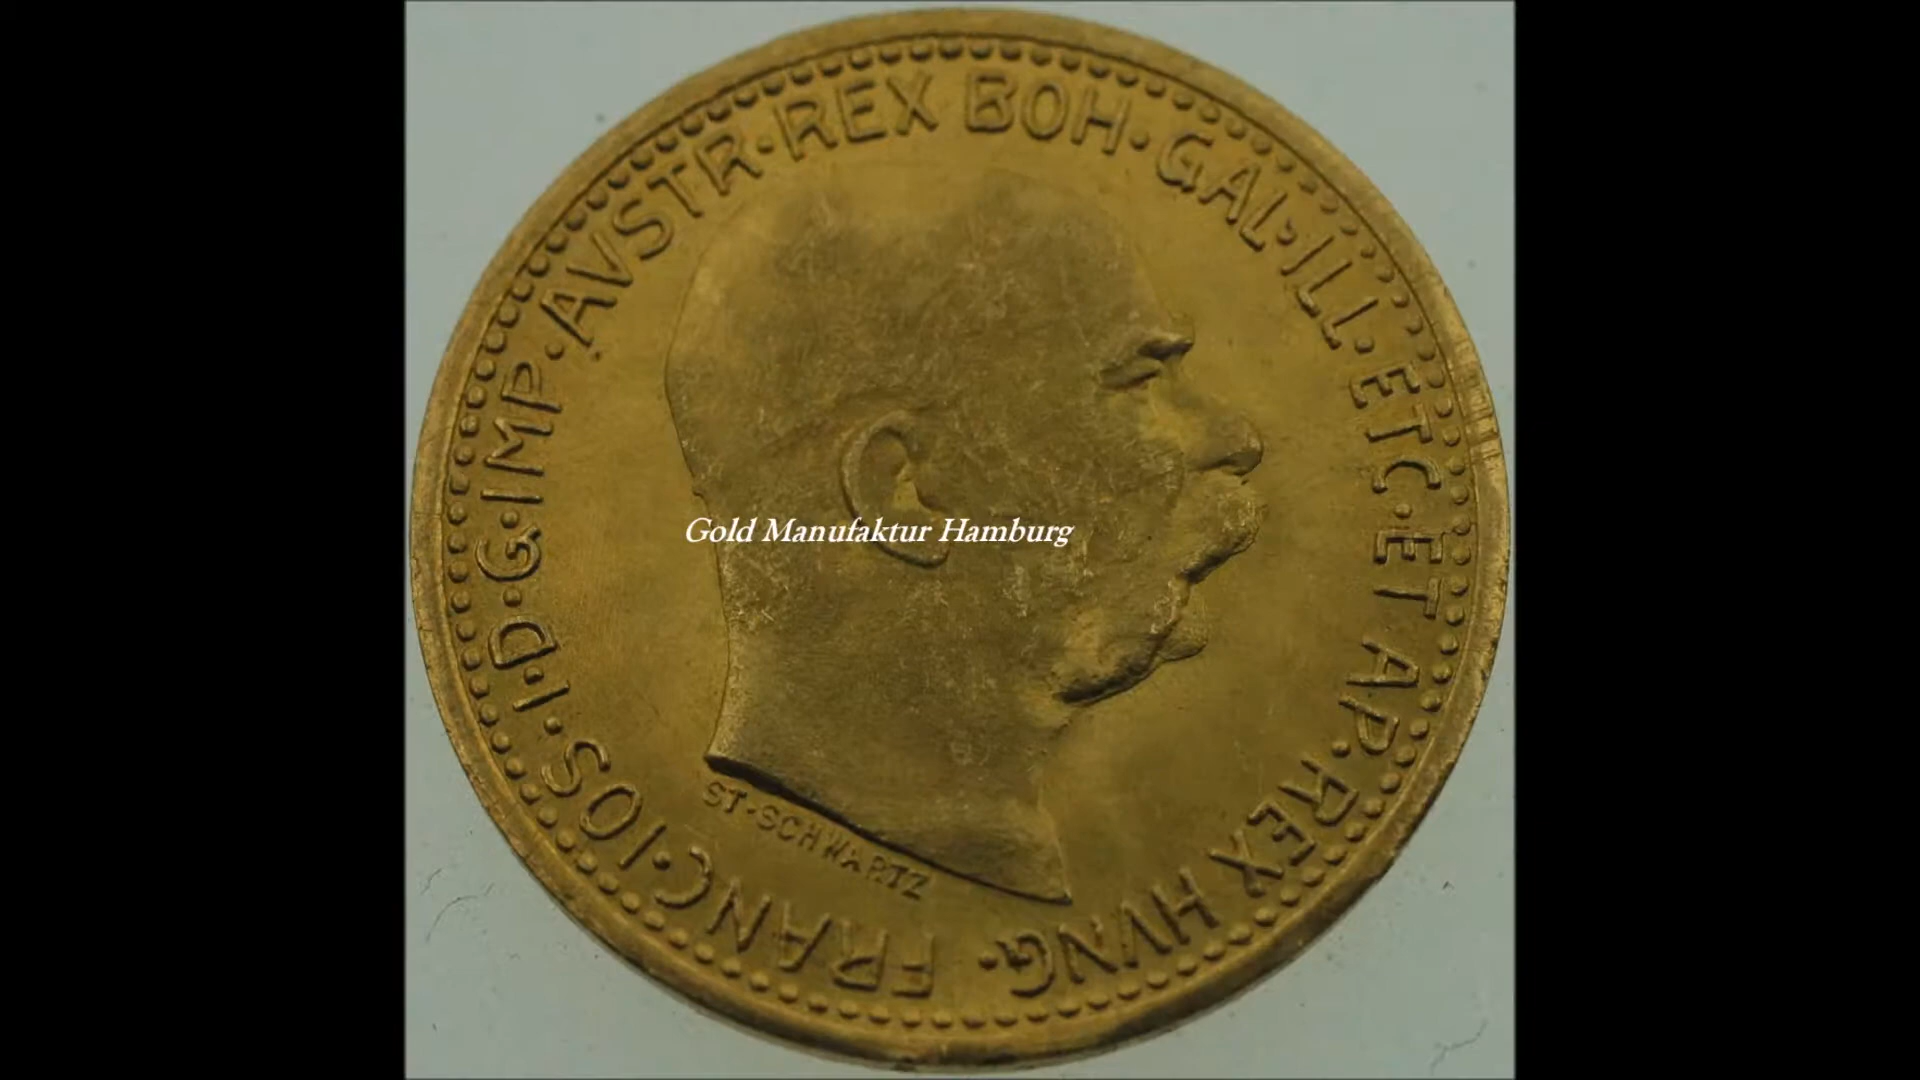 FRANC·IOS·I·D·G·IMP·AVSTR·REX BOH·GAL·ILL·ETC·ET AP·REX HVNG·
ST·SCHWARTZ
Gold Manufaktur Hamburg